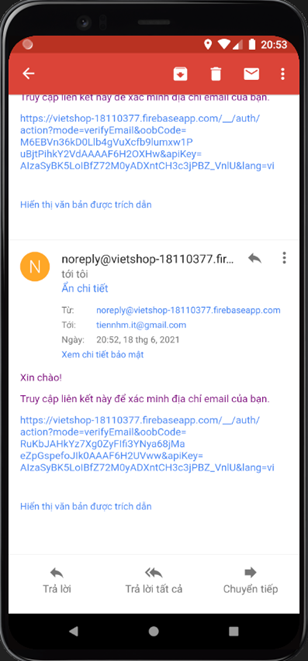 20:53
Truy cập liên kết này để xác minh địa chỉ email của bạn.
https://vietshop-18110377.firebaseapp.com/__/auth/
action?mode=verifyEmail&oobCode=
M6EBVn36kD0Llb4gVuXcfb9lumxw1P
uBjtPihkY2VdAAAAF6H2OXHw&apiKey=
AIzaSyBK5LoIBfZ72M0yADXntCH3c3jPBZ_VnlU&lang=vi
Hiển thị văn bản được trích dẫn
N
noreply@vietshop-18110377.fir...
tới tôi
Ẩn chi tiết
Từ: noreply@vietshop-18110377.firebaseapp.com
Tới: tiennhm.it@gmail.com
Ngày: 20:52, 18 thg 6, 2021
Xem chi tiết bảo mật
Xin chào!
Truy cập liên kết này để xác minh địa chỉ email của bạn.
https://vietshop-18110377.firebaseapp.com/__/auth/
action?mode=verifyEmail&oobCode=
RuKbJAHkYz7Xg0ZyFIfi3YNya68jMa
eZpGspefoJIk0AAAF6H2UVww&apiKey=
AIzaSyBK5LoIBfZ72M0yADXntCH3c3jPBZ_VnlU&lang=vi
Hiển thị văn bản được trích dẫn
Trả lời
Trả lời tất cả
Chuyển tiếp